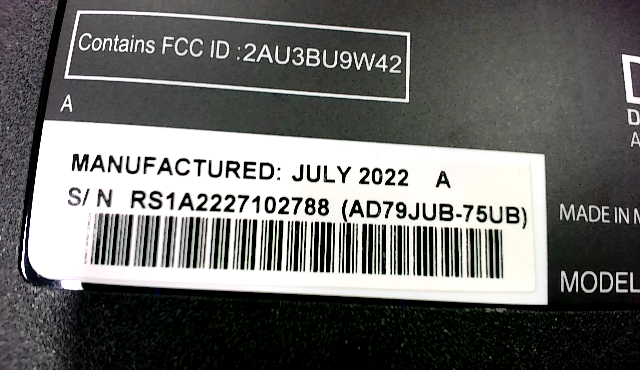 Contains FCC ID :2AU3BU9W42
A
MANUFACTURED: JULY 2022 A
S/N RS1A2227102788 (AD79JUB-75UB)
MADE IN
MODEL